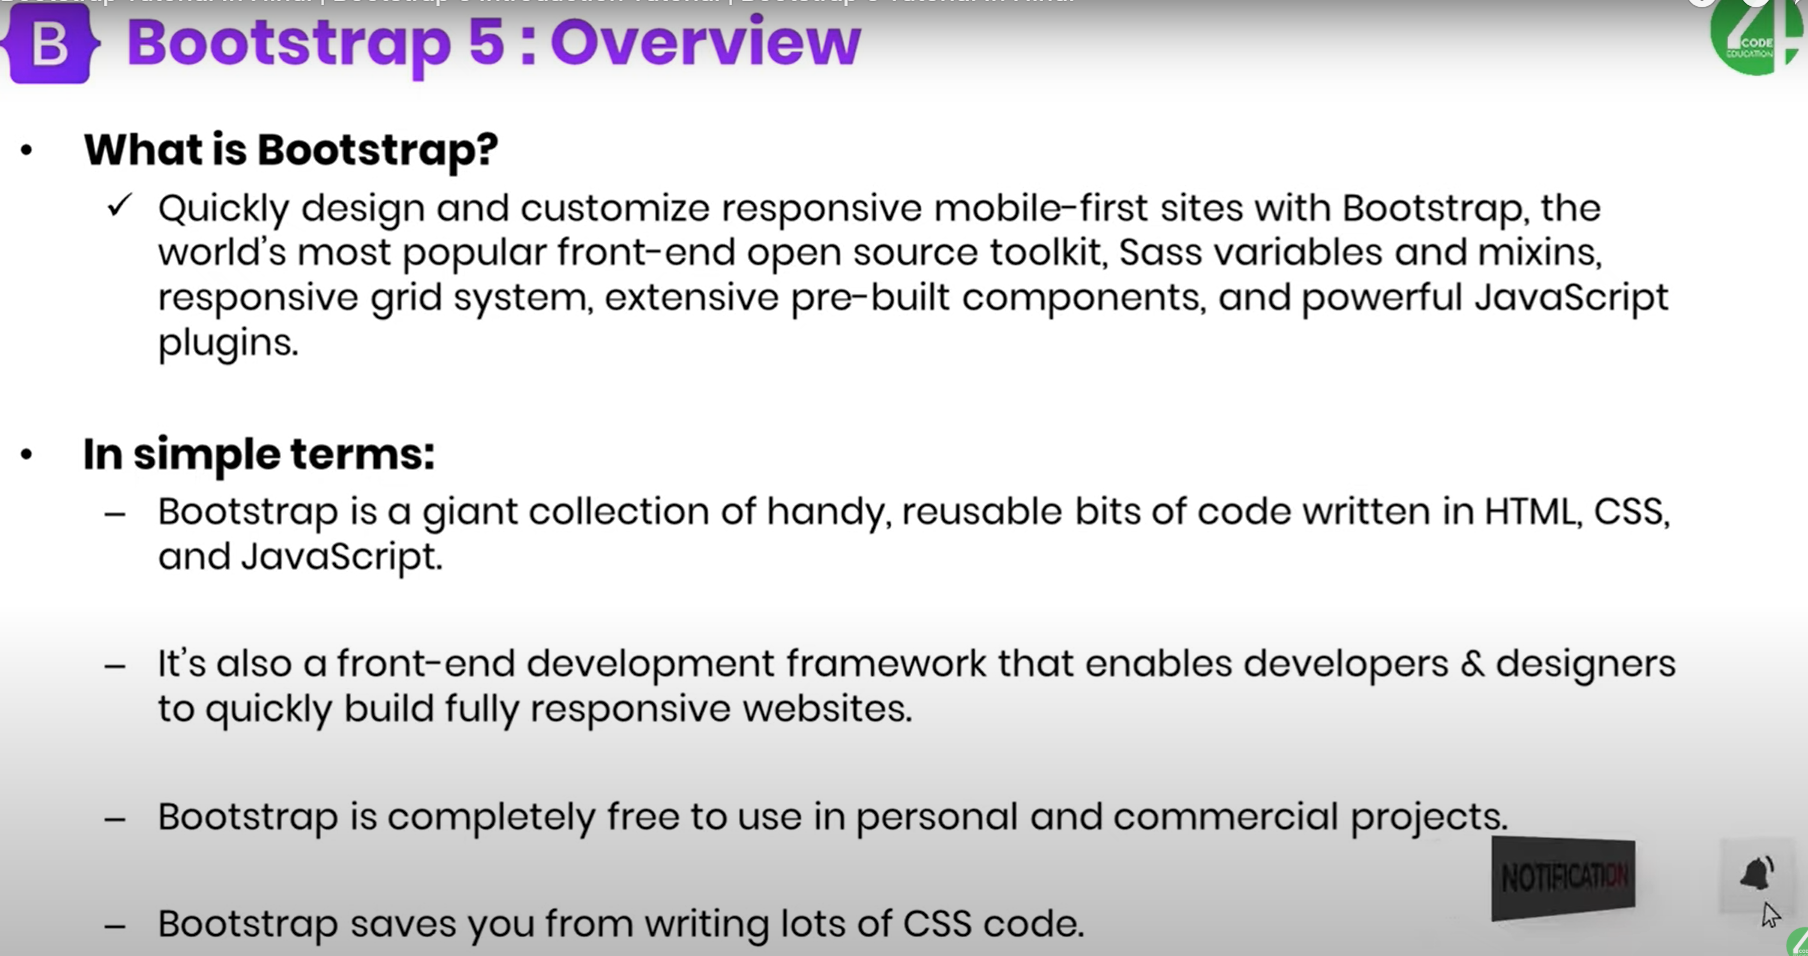 B Bootstrap 5 : Overview
CODE
EDUCATION
• What is Bootstrap?
✓ Quickly design and customize responsive mobile-first sites with Bootstrap, the
world's most popular front-end open source toolkit, Sass variables and mixins,
responsive grid system, extensive pre-built components, and powerful JavaScript
plugins.
• In simple terms:
– Bootstrap is a giant collection of handy, reusable bits of code written in HTML, CSS,
and JavaScript.
– It's also a front-end development framework that enables developers & designers
to quickly build fully responsive websites.
– Bootstrap is completely free to use in personal and commercial projects.
NOTIFICATION
– Bootstrap saves you from writing lots of CSS code.